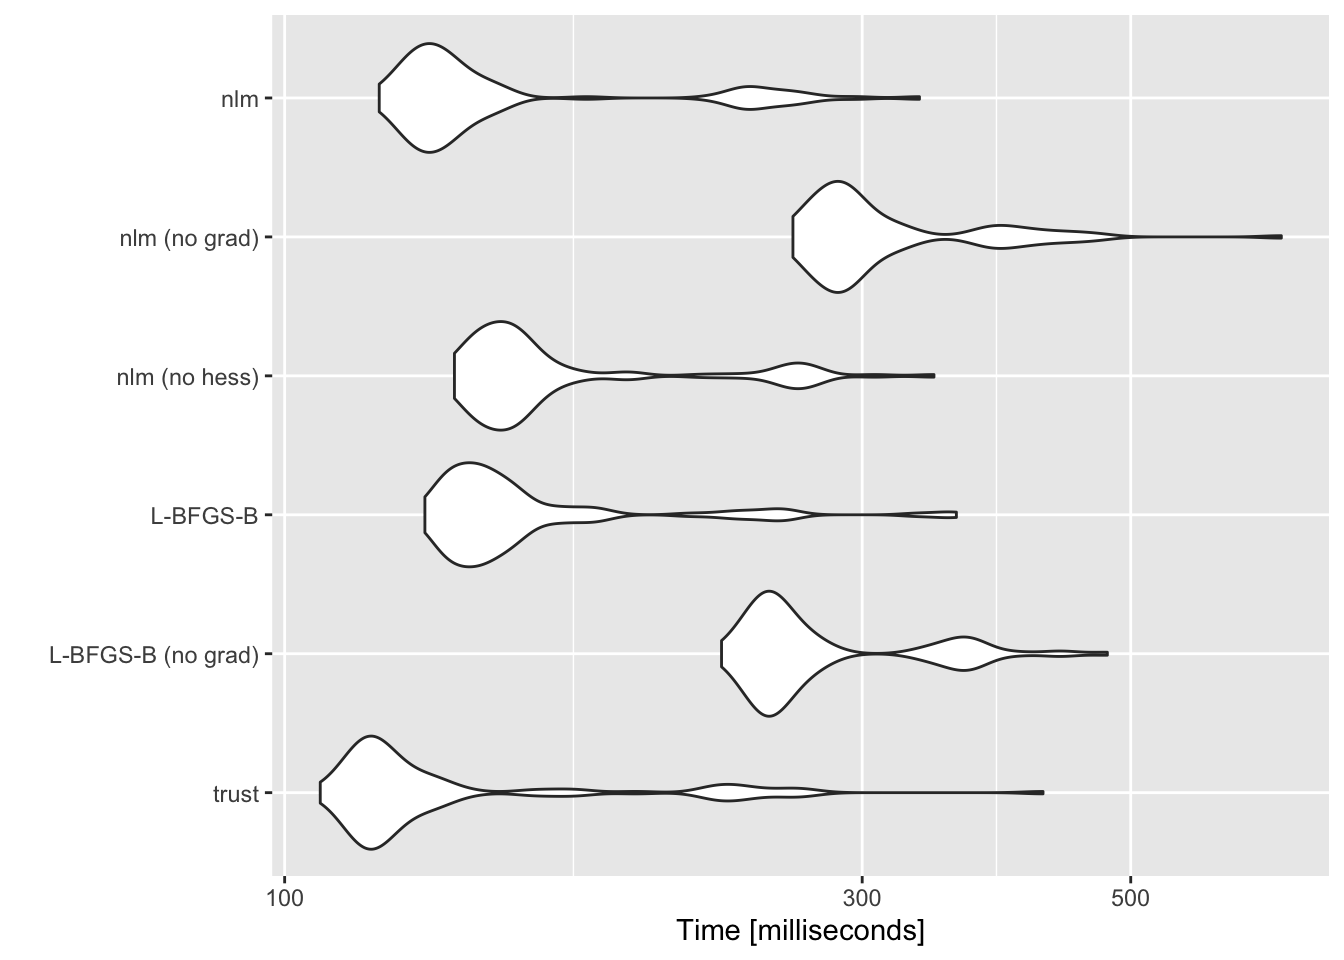 nlm
nlm (no grad)
nlm (no hess)
L-BFGS-B
L-BFGS-B (no grad)
trust
100 300 500
Time [milliseconds]